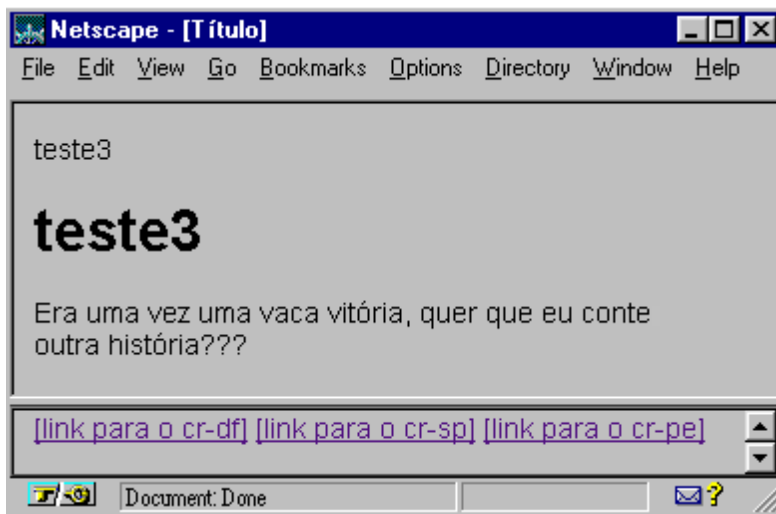 Netscape - [Título]
File Edit View Go Bookmarks Options Directory Window Help
teste3
teste3
Era uma vez uma vaca vitória, quer que eu conte
outra história???
[link para o cr-df] [link para o cr-sp] [link para o cr-pe]
Document: Done